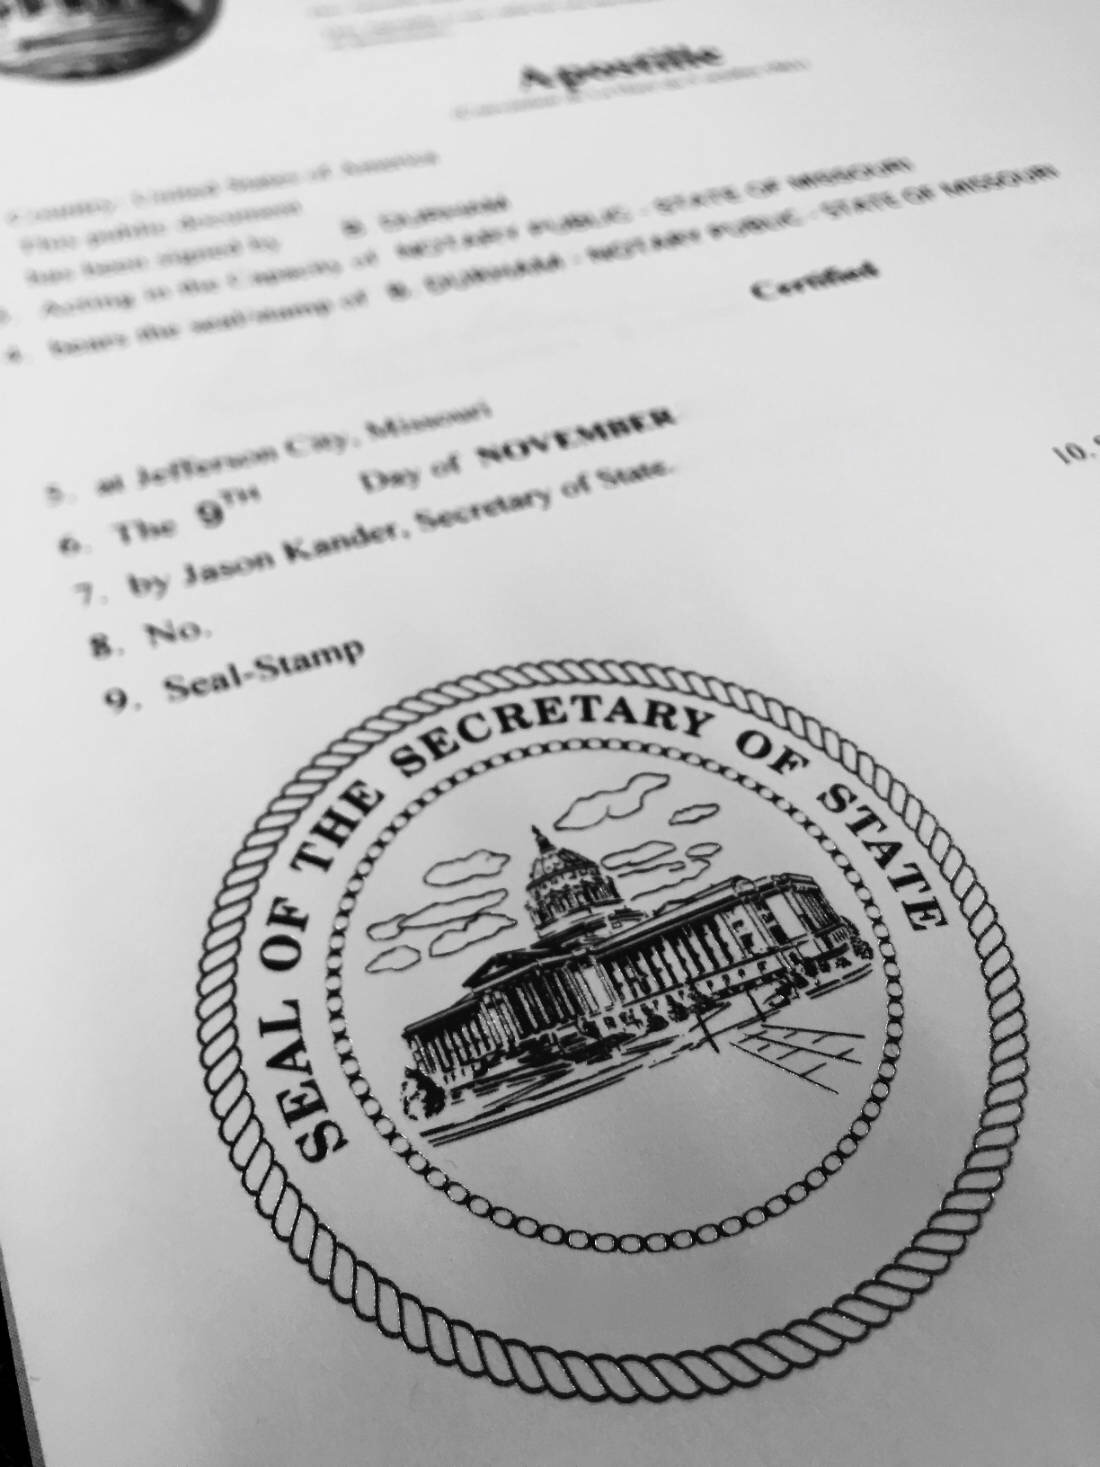 Apostille
Country: United States of America
This public document
has been signed by B. DURHAM
3. Acting in the Capacity of NOTARY PUBLIC - STATE OF MISSOURI
4. bears the seal/stamp of B. DURHAM - NOTARY PUBLIC - STATE OF MISSOURI
Certified
5. at Jefferson City, Missouri
6. The 9TH Day of NOVEMBER
7. by Jason Kander, Secretary of State.
8. No.
9. Seal-Stamp
10.
SEAL OF THE SECRETARY OF STATE